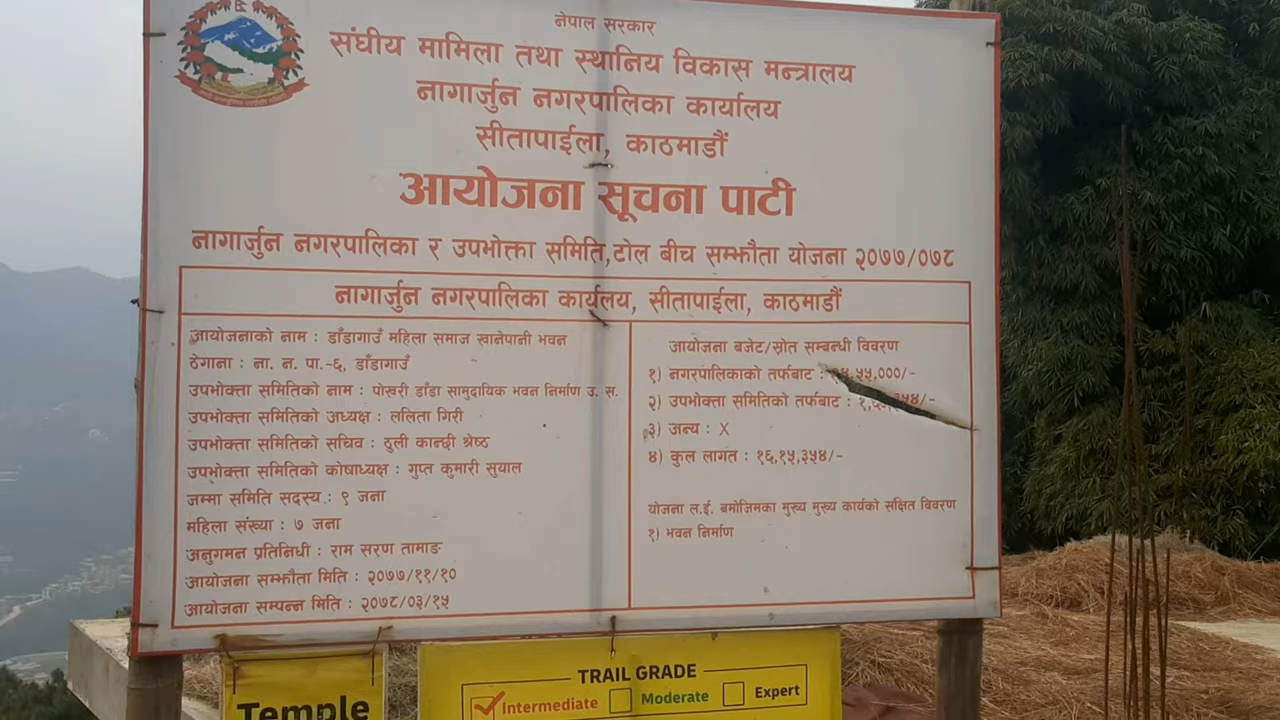 नेपाल सरकार
संघीय मामिला तथा स्थानिय विकास मन्त्रालय
नागार्जुन नगरपालिका कार्यालय
सीतापाईला, काठमाडौं
आयोजना सूचना पाटी
नागार्जुन नगरपालिका र उपभोक्ता समिति,टोल बीच सम्झौता योजना २०७७/०७८
नागार्जुन नगरपालिका कार्यलय, सीतापाईला, काठमाडौं
आयोजनाको नाम : डाँडागाउँ महिला समाज खानेपानी भवन
ठेगाना : ना. न. पा.-६, डाँडागाउँ
उपभोक्ता समितिको नाम : पोखरी डाँडा सामुदायिक भवन निर्माण उ. स.
उपभोक्ता समितिको अध्यक्ष : ललिता गिरी
उपभोक्ता समितिको सचिव : ठुली कान्छी श्रेष्ठ
उपभोक्ता समितिको कोषाध्यक्ष : गुप्त कुमारी सुयाल
जम्मा समिति सदस्य : ९ जना
महिला संख्या : ७ जना
अनुगमन प्रतिनिधी : राम सरण तामाङ
आयोजना सम्झौता मिति : २०७७/११/१०
आयोजना सम्पन्न मिति : २०७८/०३/१५
आयोजना बजेट/स्रोत सम्बन्धी विवरण
१) नगरपालिकाको तर्फबाट :
२) उपभोक्ता समितिको तर्फबाट :
३) अन्य : X
४) कुल लागत : १६,१५,३५४/-
योजना ल.ई. बमोजिमका मुख्य मुख्य कार्यको सक्षित विवरण
१) भवन निर्माण
Temple
TRAIL GRADE
Intermediate Moderate Expert